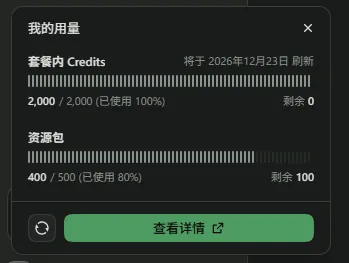 我的用量
套餐内 Credits 将于 2026年12月23日 刷新
2,000 / 2,000 (已使用 100%) 剩余 0
资源包
400 / 500 (已使用 80%) 剩余 100
查看详情